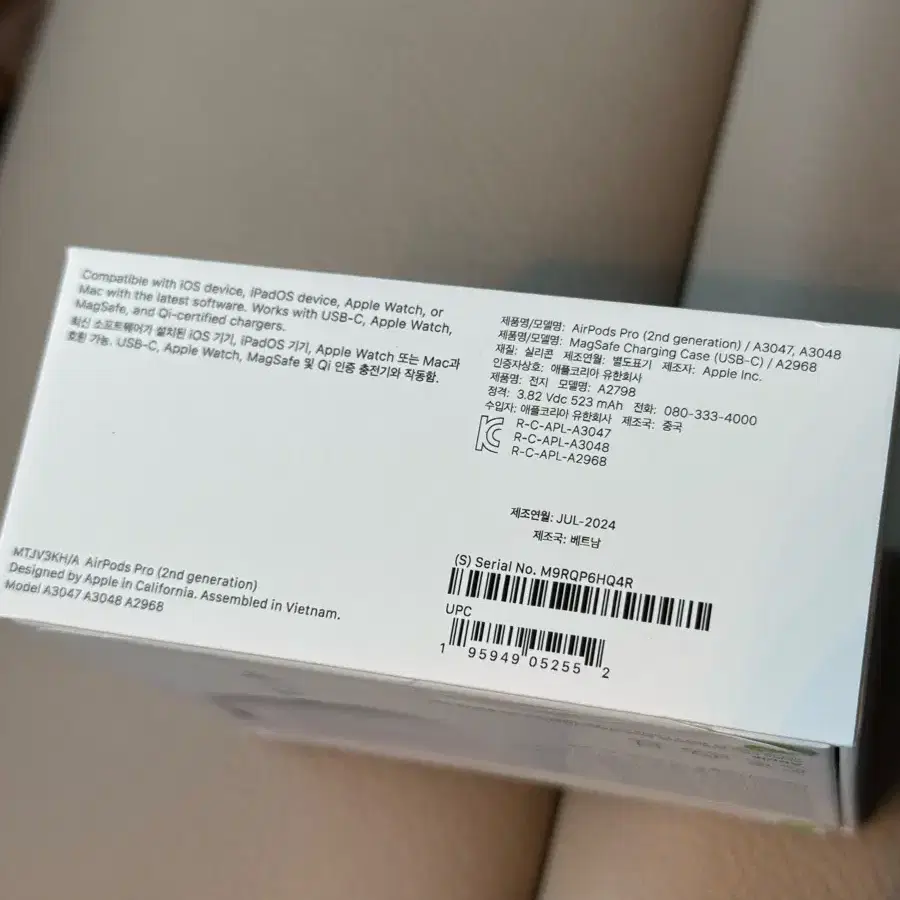 Compatible with iOS device, iPadOS device, Apple Watch, or
Mac with the latest software. Works with USB-C, Apple Watch,
MagSafe, and Qi-certified chargers.
최신 소프트웨어가 설치된 iOS 기기, iPadOS 기기, Apple Watch 또는 Mac과
호환 가능. USB-C, Apple Watch, MagSafe 및 Qi 인증 충전기와 작동함.
제품명/모델명: AirPods Pro (2nd generation) / A3047, A3048
제품명/모델명: MagSafe Charging Case (USB-C) / A2968
재질: 실리콘 제조연월: 별도표기 제조자: Apple Inc.
인증자상호: 애플코리아 유한회사
제품명: 전지 모델명: A2798
정격: 3.82 Vdc 523 mAh 전화: 080-333-4000
수입자: 애플코리아 유한회사 제조국: 중국
R-C-APL-A3047
R-C-APL-A3048
R-C-APL-A2968
제조연월: JUL-2024
제조국: 베트남
MTJV3KH/A AirPods Pro (2nd generation)
Designed by Apple in California. Assembled in Vietnam.
Model A3047 A3048 A2968
(S) Serial No. M9RQP6HQ4R
UPC
1 95949 05255 2